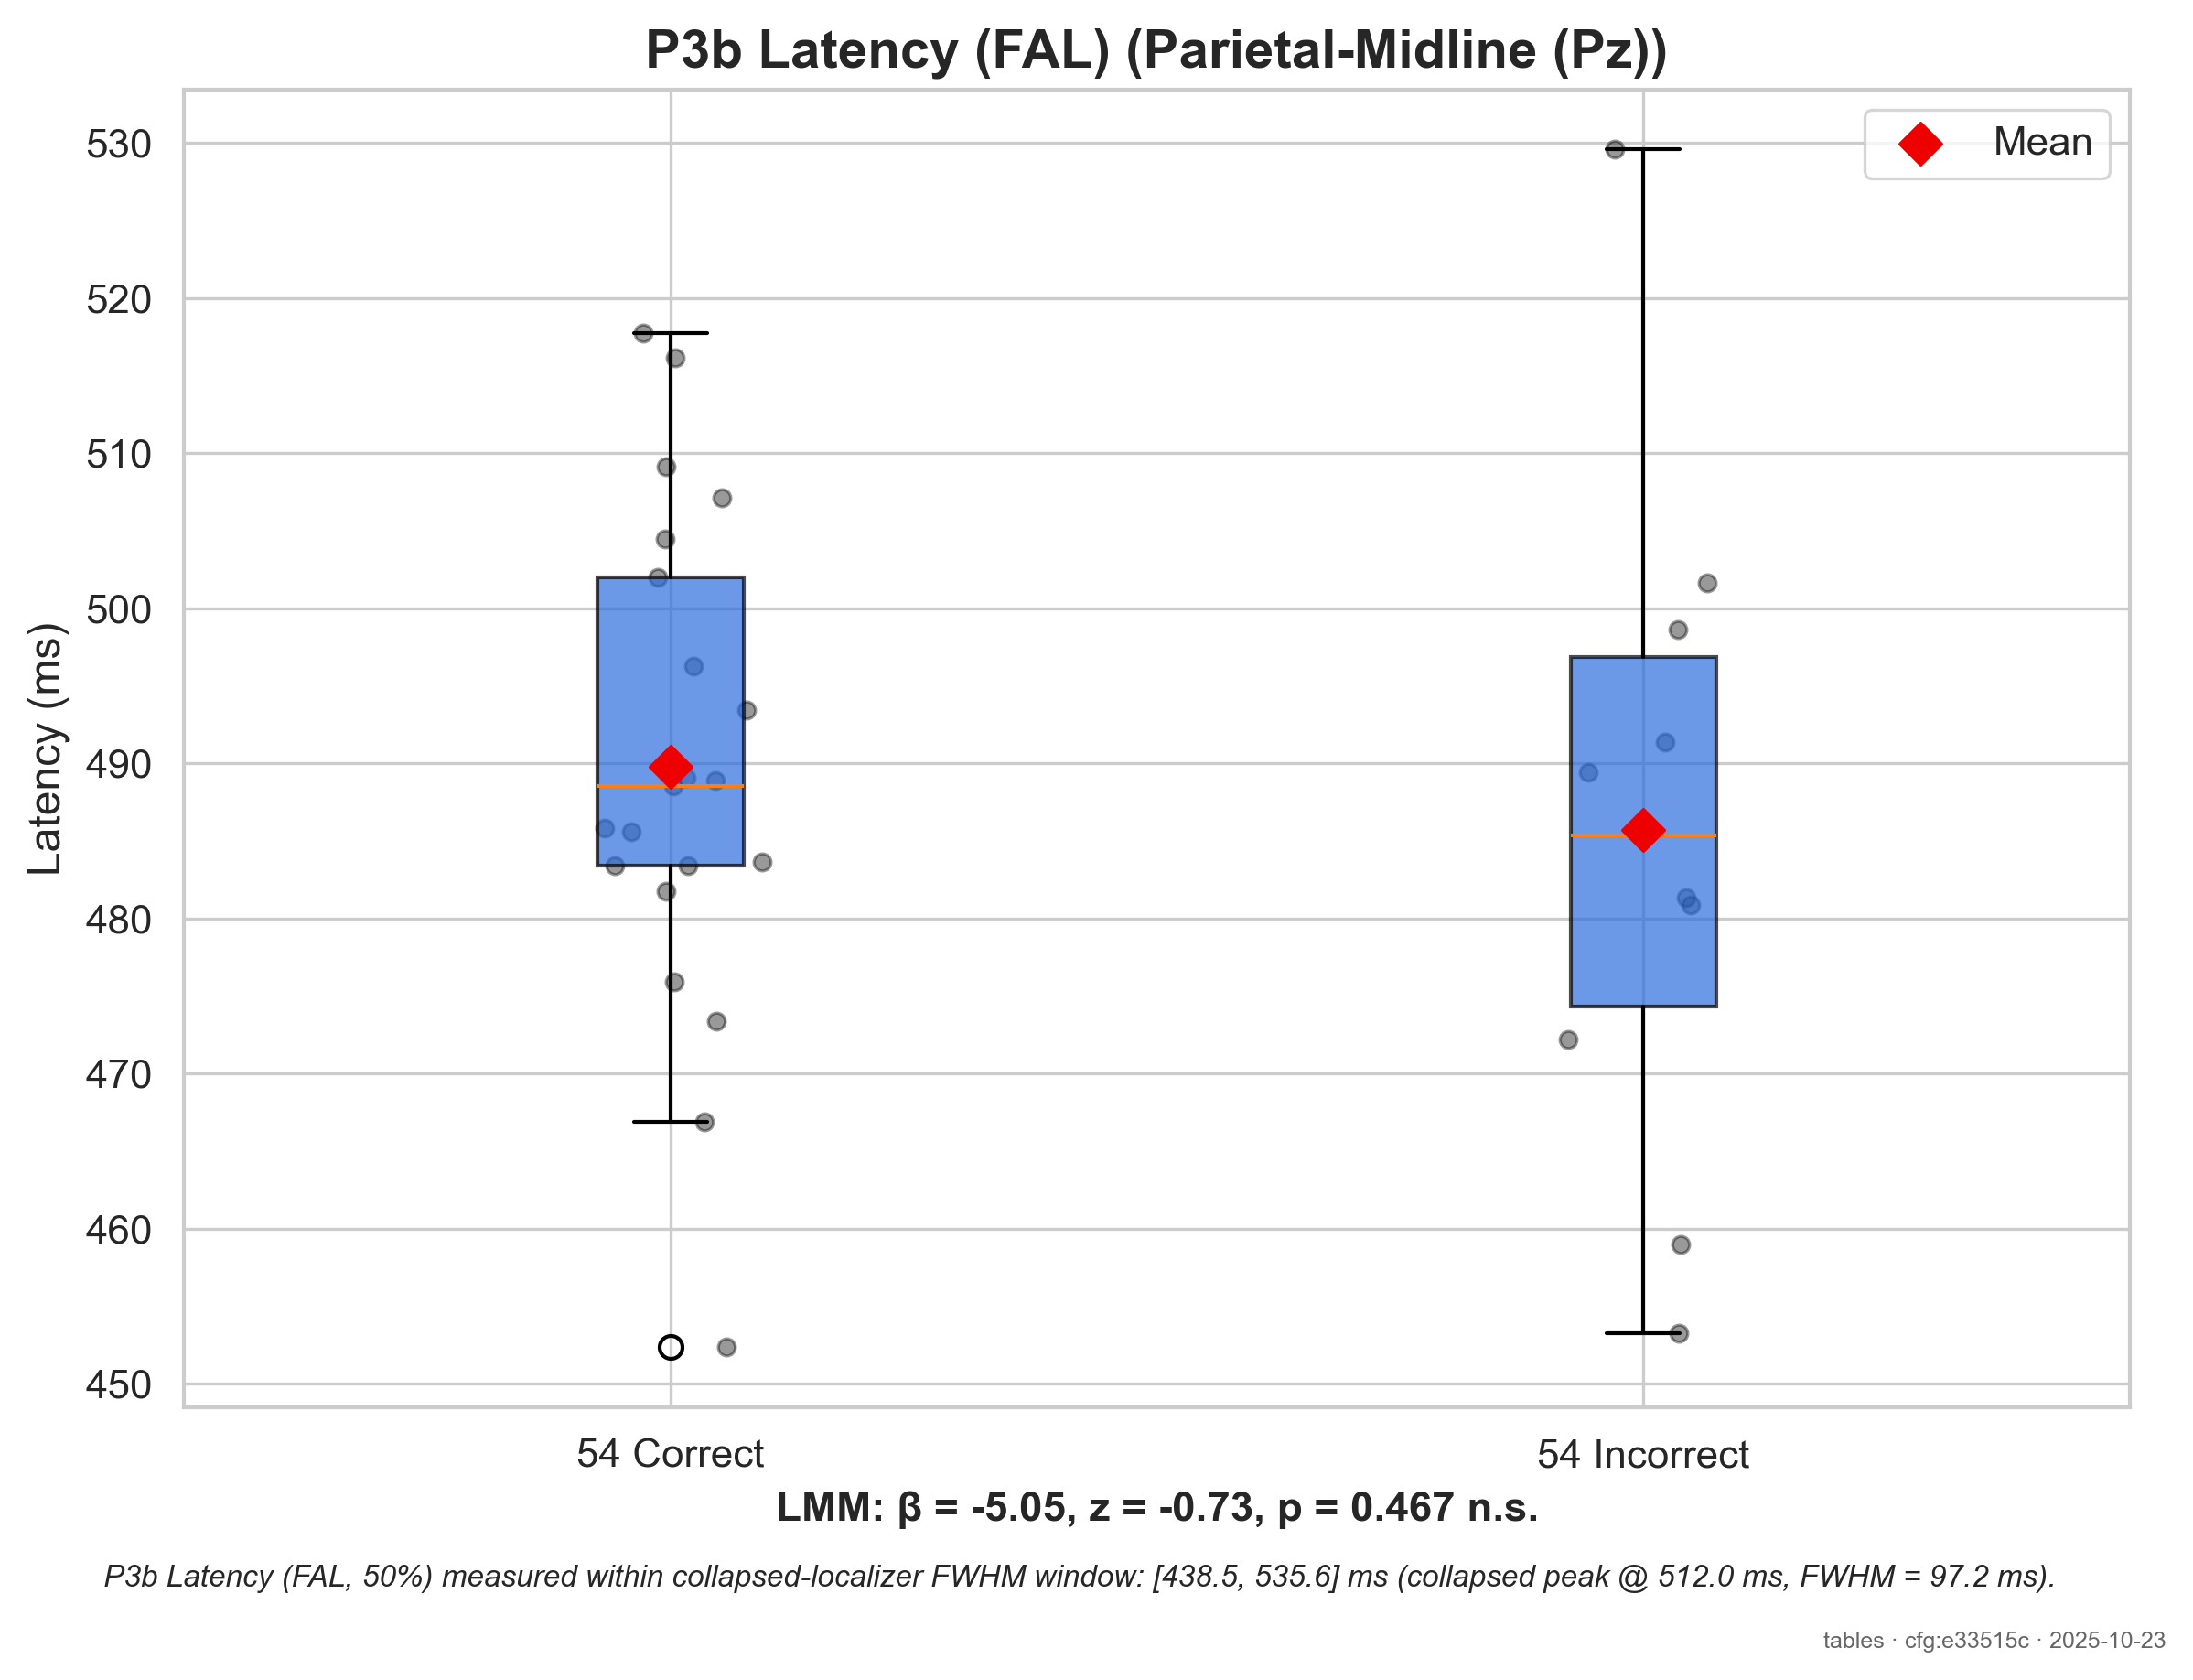 P3b Latency (FAL) (Parietal-Midline (Pz))
Mean
Latency (ms)
530
520
510
500
490
480
470
460
450
54 Correct
54 Incorrect
LMM: β = -5.05, z = -0.73, p = 0.467 n.s.
P3b Latency (FAL, 50%) measured within collapsed-localizer FWHM window: [438.5, 535.6] ms (collapsed peak @ 512.0 ms, FWHM = 97.2 ms).
tables · cfg:e33515c · 2025-10-23